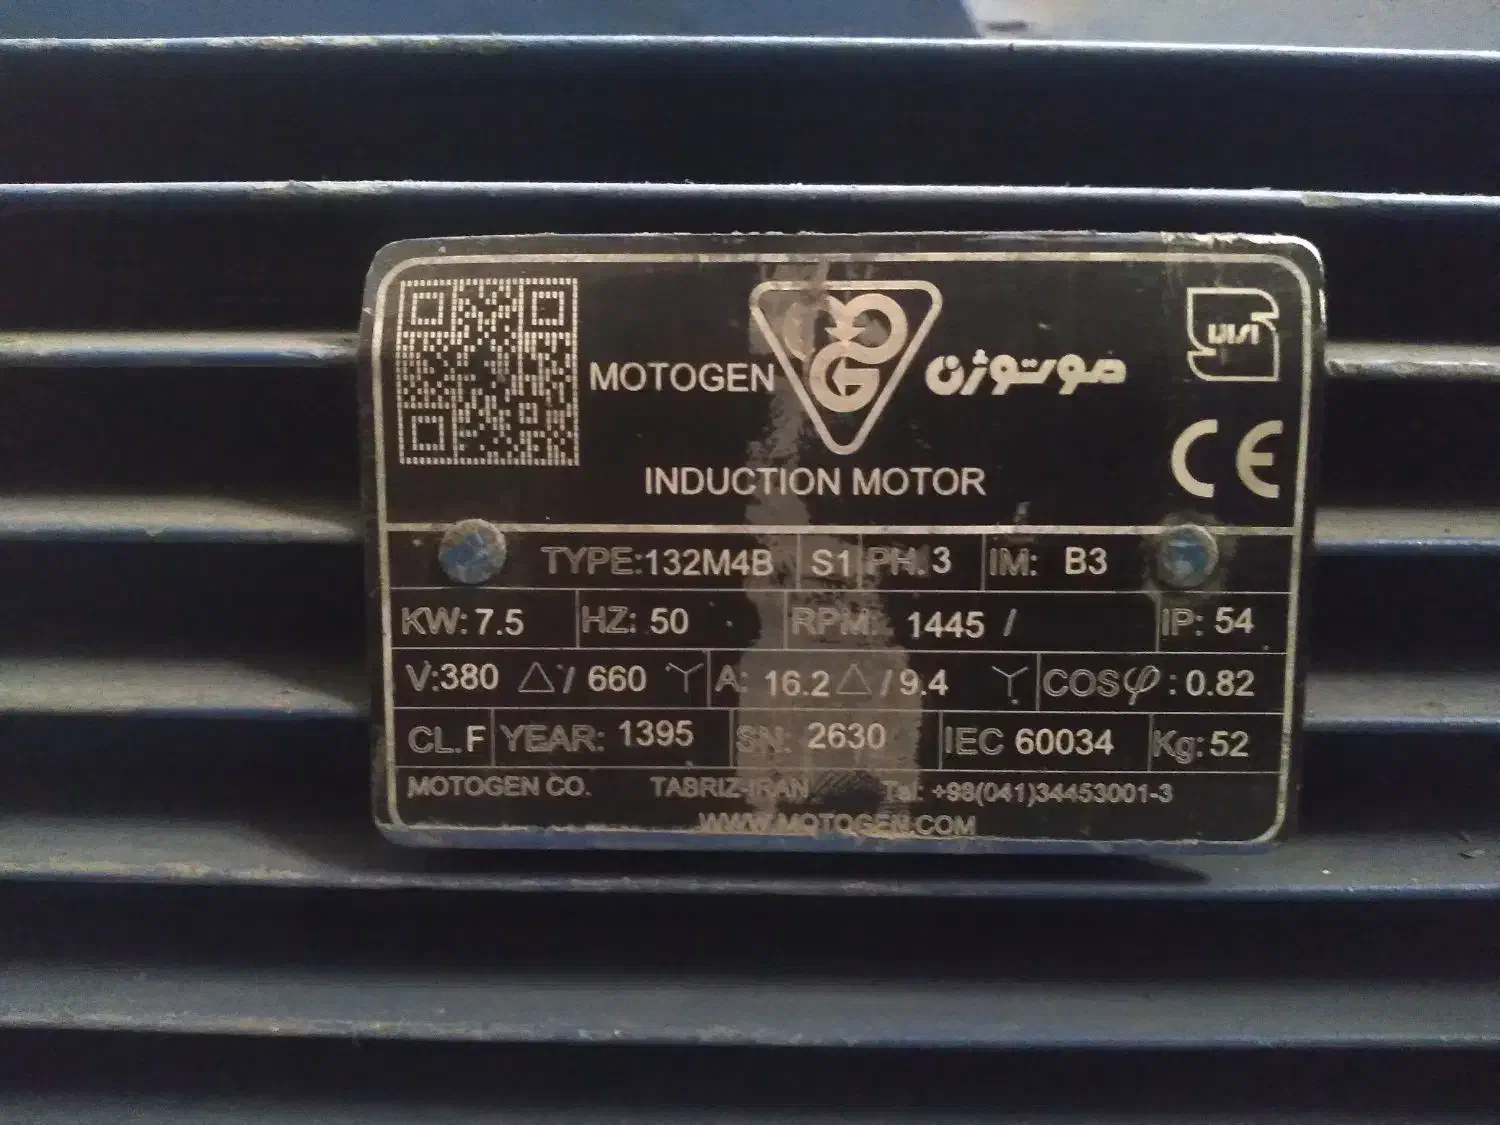 MOTOGEN موتوژن
INDUCTION MOTOR
CE
TYPE:132M4B S1 PH.3 IM: B3
KW:7.5 HZ: 50 RPM: 1445 / IP: 54
V:380 △/ 660 Y A: 16.2△/9.4 Y COSφ:0.82
CL.F YEAR: 1395 SN: 2630 IEC 60034 Kg:52
MOTOGEN CO. TABRIZ-IRAN Tel: +98(041)34453001-3
WWW.MOTOGEN.COM